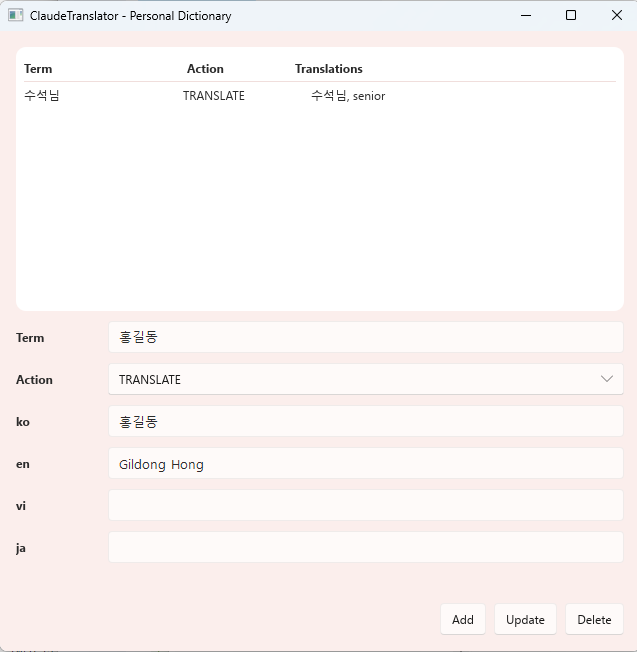 ClaudeTranslator - Personal Dictionary
Term Action Translations
수석님 TRANSLATE 수석님, senior
Term 홍길동
Action TRANSLATE
ko 홍길동
en Gildong Hong
vi
ja
Add Update Delete